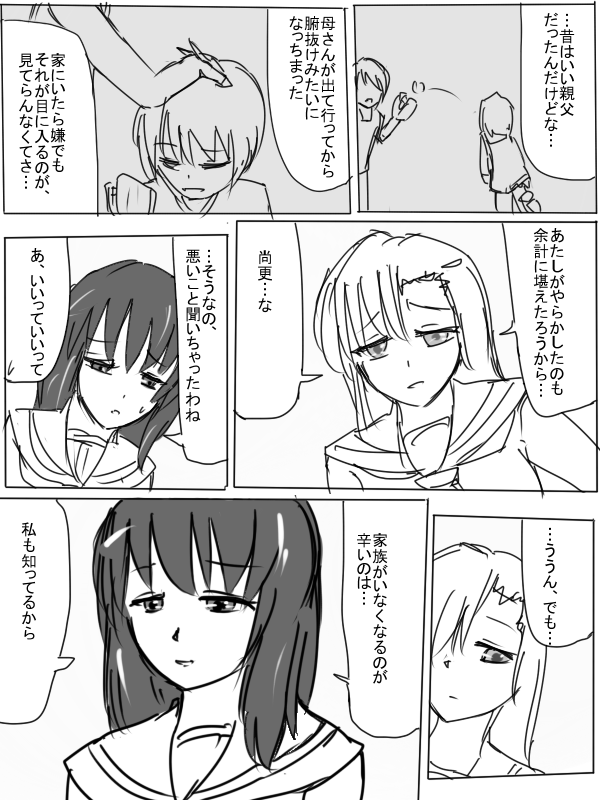 …昔はいい親父
だったんだけどな…
母さんが出て行ってから
腑抜けみたいに
なっちまった
家にいたら嫌でも
それが目に入るのが、
見てらんなくてさ…
あたしがやらかしたのも
余計に堪えたろうから…
尚更…な
…そうなの、
悪いこと聞いちゃったわね
あ、いいっていいって
…ううん、でも…
家族がいなくなるのが
辛いのは…
私も知ってるから